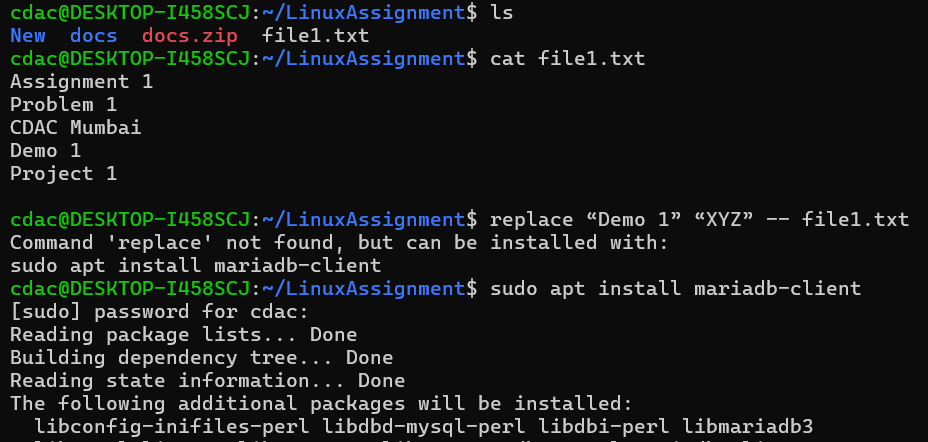 cdac@DESKTOP-I458SCJ:~/LinuxAssignment$ ls
New  docs  docs.zip  file1.txt
cdac@DESKTOP-I458SCJ:~/LinuxAssignment$ cat file1.txt
Assignment 1
Problem 1
CDAC Mumbai
Demo 1
Project 1
cdac@DESKTOP-I458SCJ:~/LinuxAssignment$ replace “Demo 1” “XYZ” -- file1.txt
Command 'replace' not found, but can be installed with:
sudo apt install mariadb-client
cdac@DESKTOP-I458SCJ:~/LinuxAssignment$ sudo apt install mariadb-client
[sudo] password for cdac:
Reading package lists... Done
Building dependency tree... Done
Reading state information... Done
The following additional packages will be installed:
  libconfig-inifiles-perl libdbd-mysql-perl libdbi-perl libmariadb3